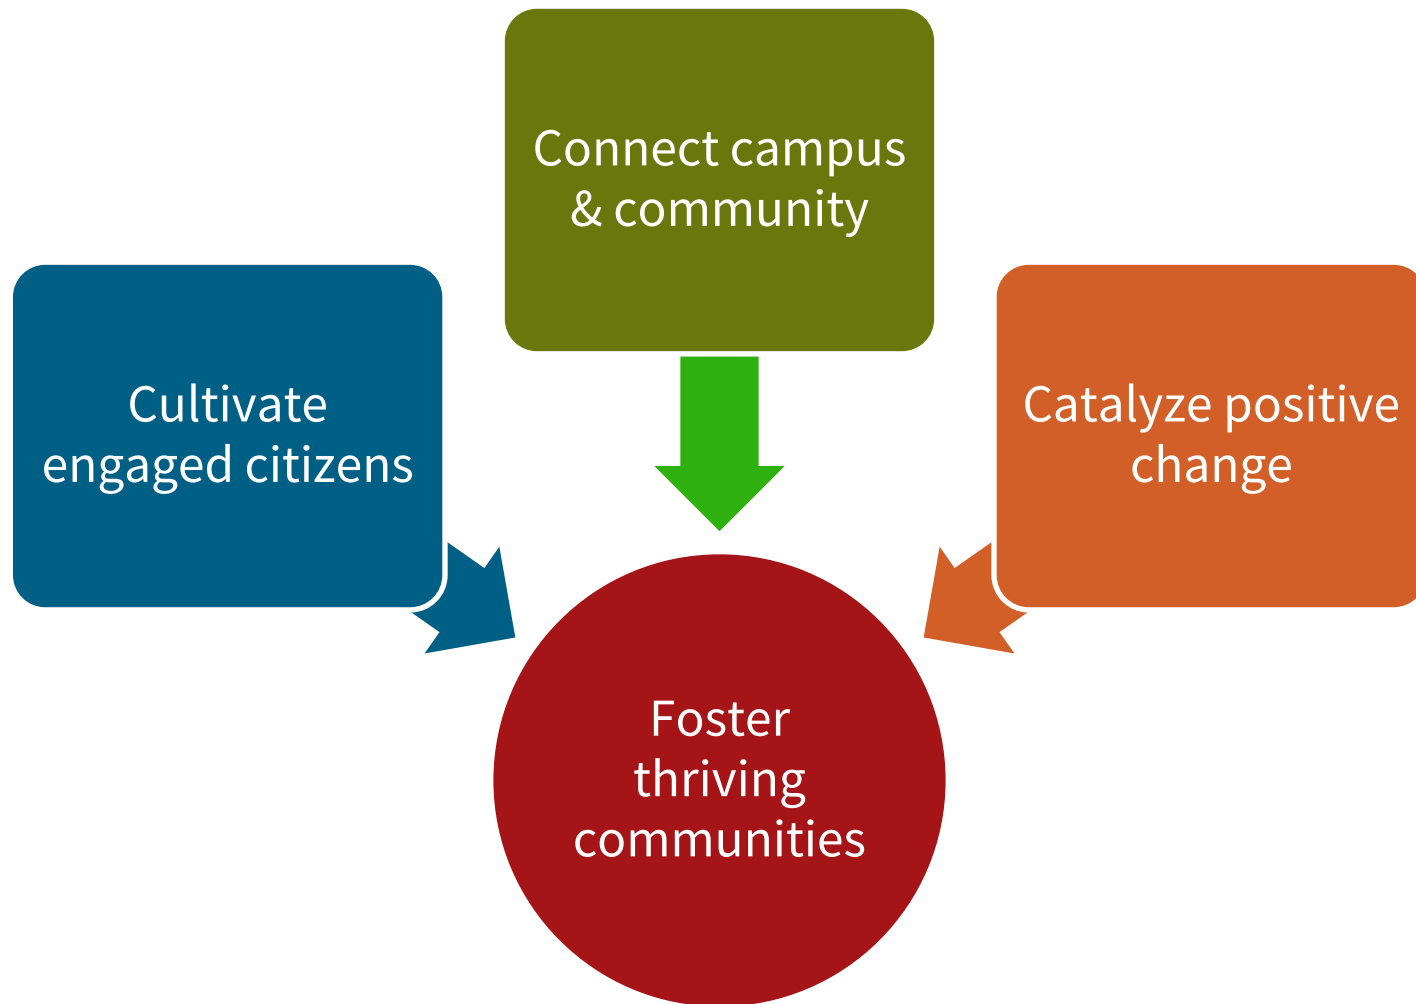 Connect campus
& community
Cultivate
engaged citizens
Catalyze positive
change
Foster
thriving
communities